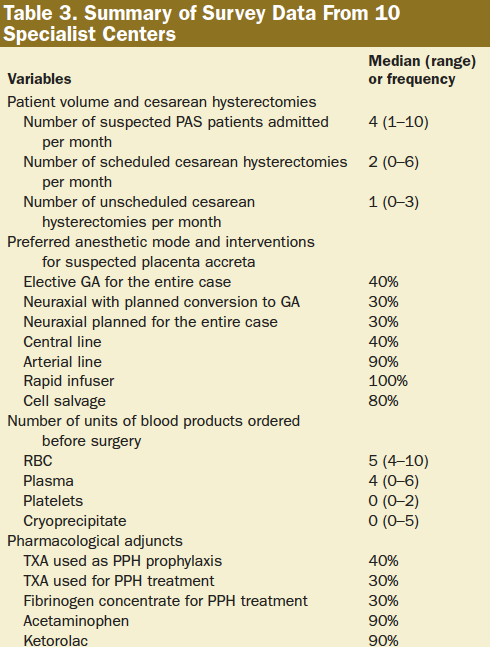 Table 3. Summary of Survey Data From 10
Specialist Centers
Variables Median (range) or frequency
Patient volume and cesarean hysterectomies
Number of suspected PAS patients admitted per month 4 (1–10)
Number of scheduled cesarean hysterectomies per month 2 (0–6)
Number of unscheduled cesarean hysterectomies per month 1 (0–3)
Preferred anesthetic mode and interventions
for suspected placenta accreta
Elective GA for the entire case 40%
Neuraxial with planned conversion to GA 30%
Neuraxial planned for the entire case 30%
Central line 40%
Arterial line 90%
Rapid infuser 100%
Cell salvage 80%
Number of units of blood products ordered
before surgery
RBC 5 (4–10)
Plasma 4 (0–6)
Platelets 0 (0–2)
Cryoprecipitate 0 (0–5)
Pharmacological adjuncts
TXA used as PPH prophylaxis 40%
TXA used for PPH treatment 30%
Fibrinogen concentrate for PPH treatment 30%
Acetaminophen 90%
Ketorolac 90%